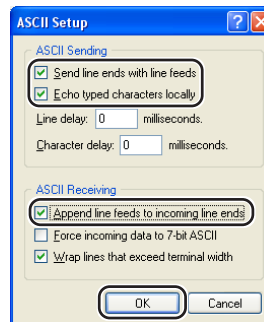 ASCII Setup
ASCII Sending
Send line ends with line feeds
Echo typed characters locally
Line delay: 0 milliseconds.
Character delay: 0 milliseconds.
ASCII Receiving
Append line feeds to incoming line ends
Force incoming data to 7-bit ASCII
Wrap lines that exceed terminal width
OK Cancel